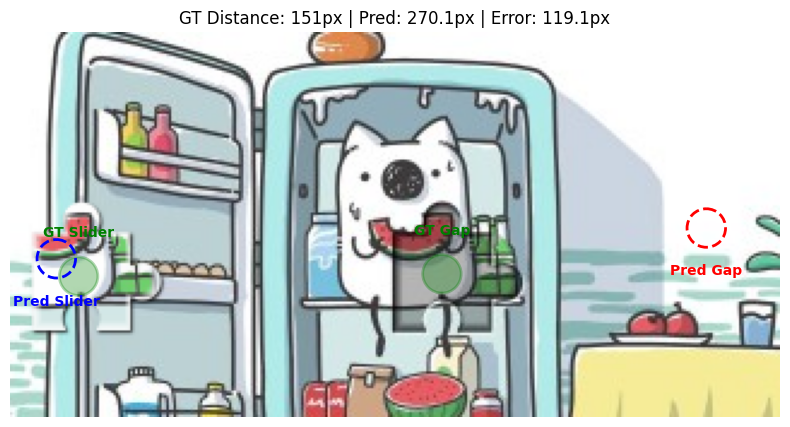 GT Distance: 151px | Pred: 270.1px | Error: 119.1px
GT Slider
GT Gap
Pred Gap
Pred Slider